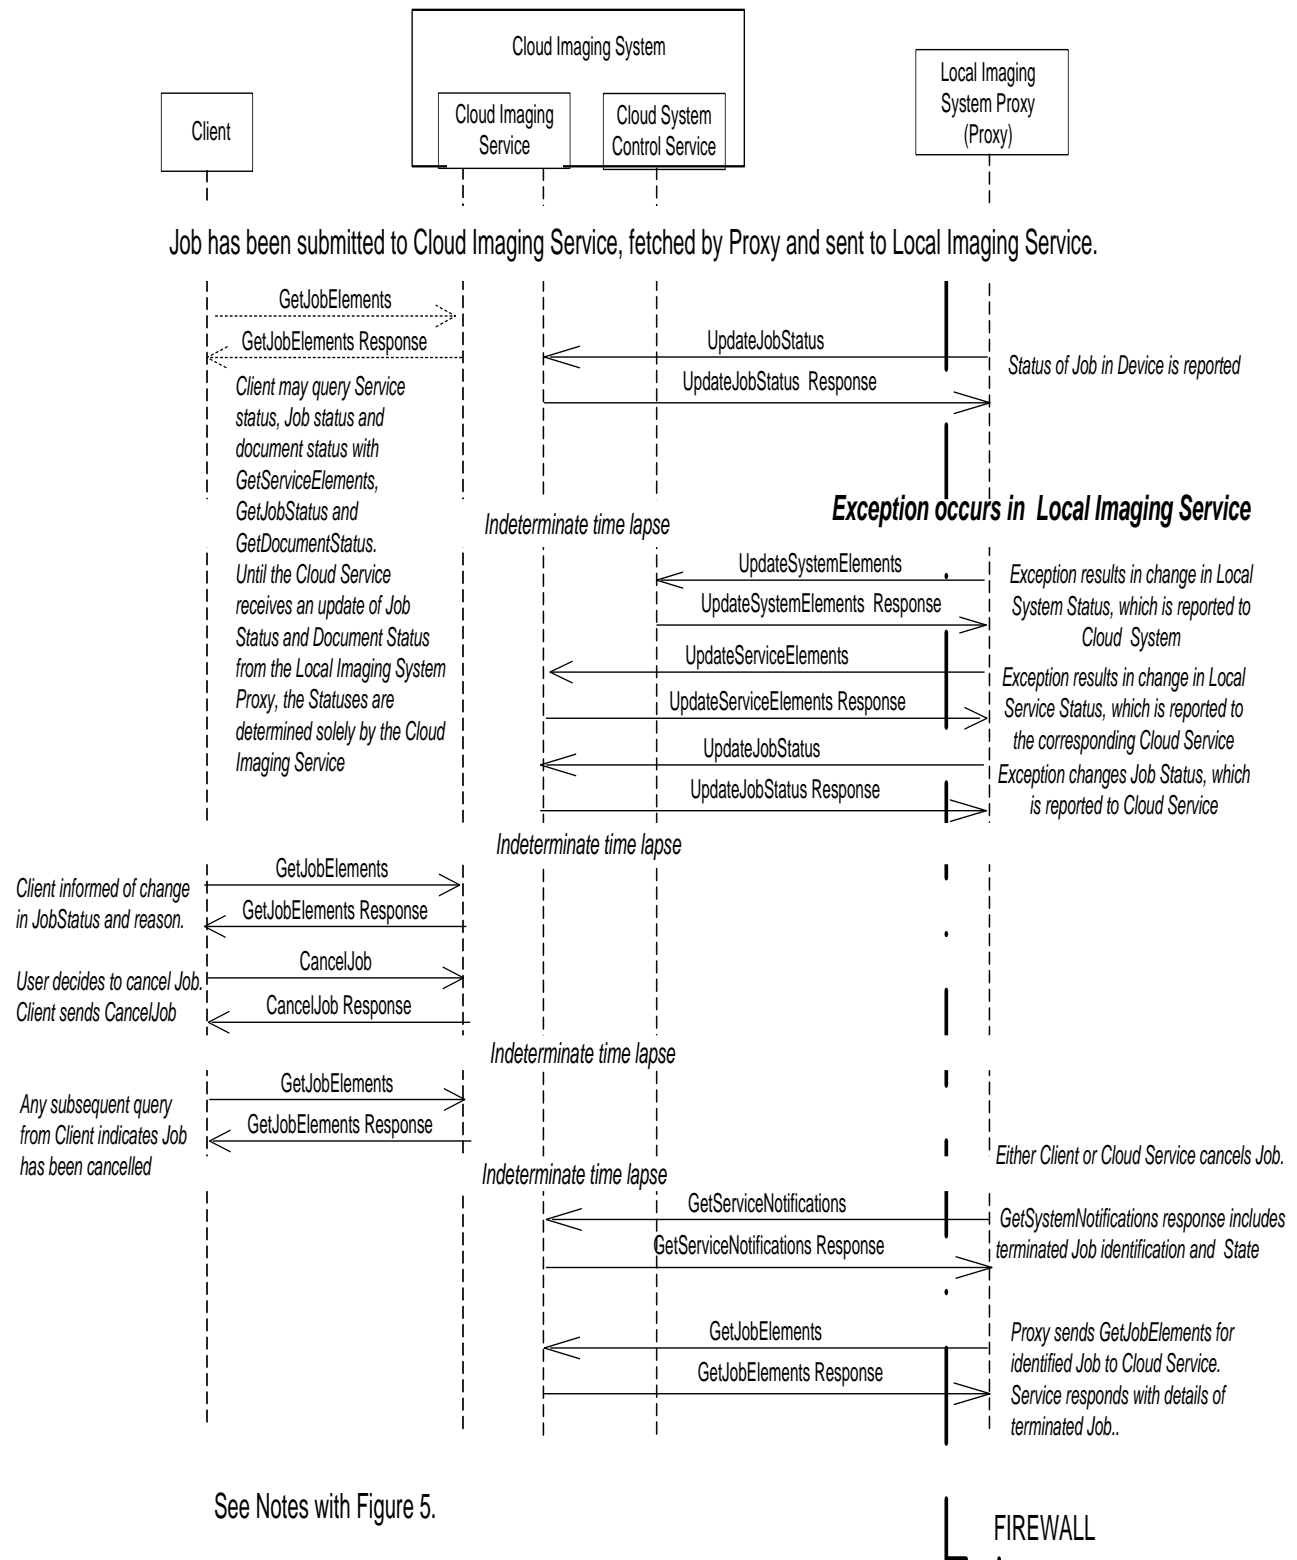 Cloud Imaging System
Client
Cloud Imaging
Service
Cloud System
Control Service
Local Imaging
System Proxy
(Proxy)
Job has been submitted to Cloud Imaging Service, fetched by Proxy and sent to Local Imaging Service.
GetJobElements
GetJobElements Response
Client may query Service
status, Job status and
document status with
GetServiceElements,
GetJobStatus and
GetDocumentStatus.
Until the Cloud Service
receives an update of Job
Status and Document Status
from the Local Imaging System
Proxy, the Statuses are
determined solely by the Cloud
Imaging Service
UpdateJobStatus
UpdateJobStatus Response
Status of Job in Device is reported
Indeterminate time lapse
Exception occurs in Local Imaging Service
UpdateSystemElements
UpdateSystemElements Response
Exception results in change in Local
System Status, which is reported to
Cloud System
UpdateServiceElements
UpdateServiceElements Response
Exception results in change in Local
Service Status, which is reported to
the corresponding Cloud Service
UpdateJobStatus
UpdateJobStatus Response
Exception changes Job Status, which
is reported to Cloud Service
Indeterminate time lapse
Client informed of change
in JobStatus and reason.
GetJobElements
GetJobElements Response
User decides to cancel Job.
Client sends CancelJob
CancelJob
CancelJob Response
Indeterminate time lapse
Any subsequent query
from Client indicates Job
has been cancelled
GetJobElements
GetJobElements Response
Either Client or Cloud Service cancels Job.
Indeterminate time lapse
GetServiceNotifications
GetServiceNotifications Response
GetSystemNotifications response includes
terminated Job identification and State
GetJobElements
GetJobElements Response
Proxy sends GetJobElements for
identified Job to Cloud Service.
Service responds with details of
terminated Job..
See Notes with Figure 5.
FIREWALL